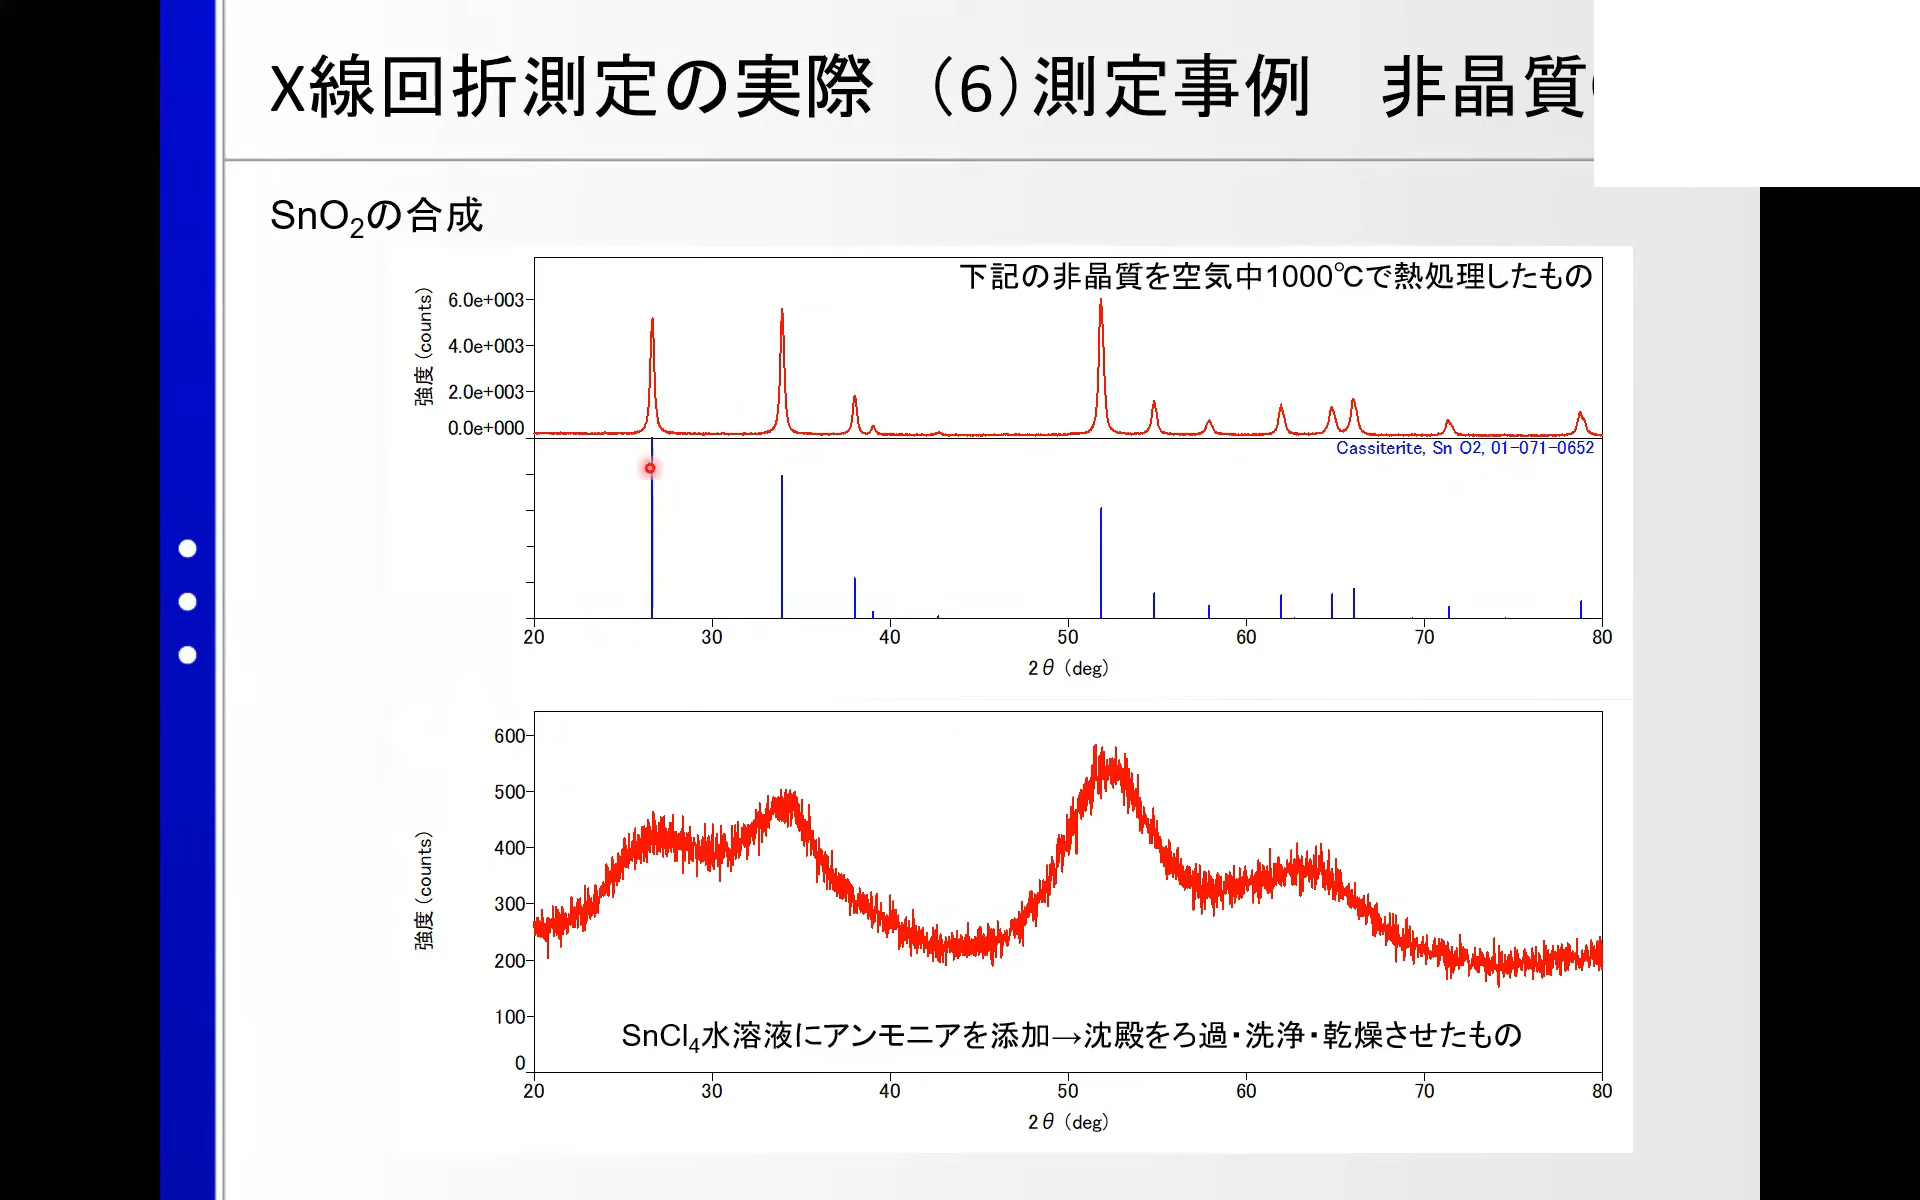 X線回折測定の実際 （6）測定事例 非晶質
SnO2の合成
下記の非晶質を空気中1000℃で熱処理したもの
強度（counts）
6.0e+003
4.0e+003
2.0e+003
0.0e+000
Cassiterite, Sn O2, 01-071-0652
20 30 40 50 60 70 80
2θ（deg）
強度（counts）
600
500
400
300
200
100
0
SnCl4水溶液にアンモニアを添加→沈殿をろ過・洗浄・乾燥させたもの
20 30 40 50 60 70 80
2θ（deg）